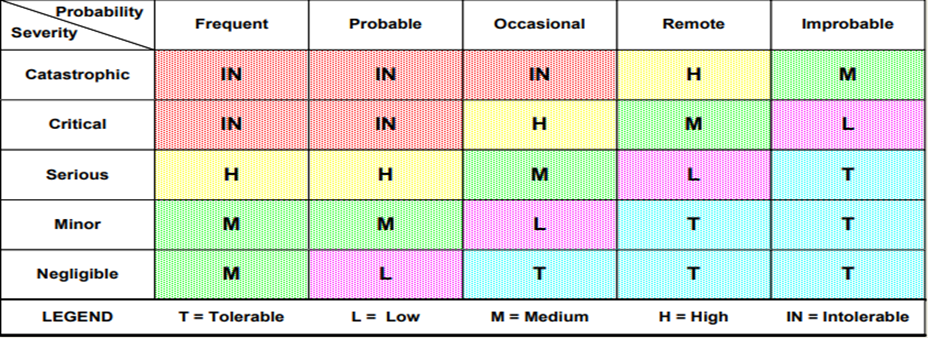 Probability
Severity
Frequent Probable Occasional Remote Improbable
Catastrophic IN IN IN H M
Critical IN IN H M L
Serious H H M L T
Minor M M L T T
Negligible M L T T T
LEGEND T = Tolerable L = Low M = Medium H = High IN = Intolerable